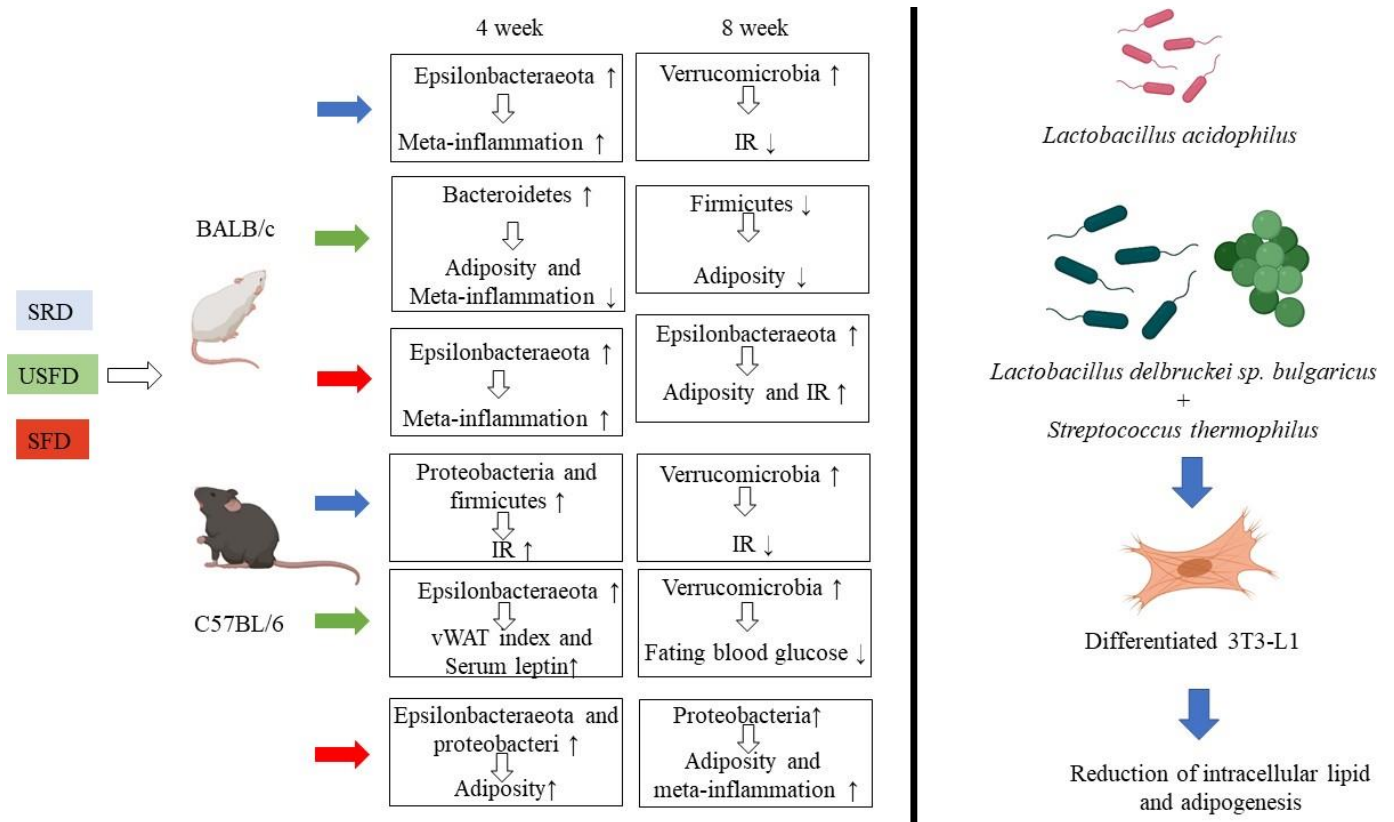 4 week
8 week
Epsilonbacteraeota ↑
Meta-inflammation ↑
Verrucomicrobia ↑
IR ↓
BALB/c
Bacteroidetes ↑
Adiposity and
Meta-inflammation ↓
Firmicutes ↓
Adiposity ↓
SRD
USFD
SFD
Epsilonbacteraeota ↑
Meta-inflammation ↑
Epsilonbacteraeota ↑
Adiposity and IR ↑
C57BL/6
Proteobacteria and
firmicutes ↑
IR ↑
Verrucomicrobia ↑
IR ↓
Epsilonbacteraeota ↑
vWAT index and
Serum leptin↑
Verrucomicrobia ↑
Fating blood glucose ↓
Epsilonbacteraeota and
proteobacteri ↑
Adiposity↑
Proteobacteria↑
Adiposity and
meta-inflammation ↑
Lactobacillus acidophilus
Lactobacillus delbruckei sp. bulgaricus
+
Streptococcus thermophilus
Differentiated 3T3-L1
Reduction of intracellular lipid
and adipogenesis